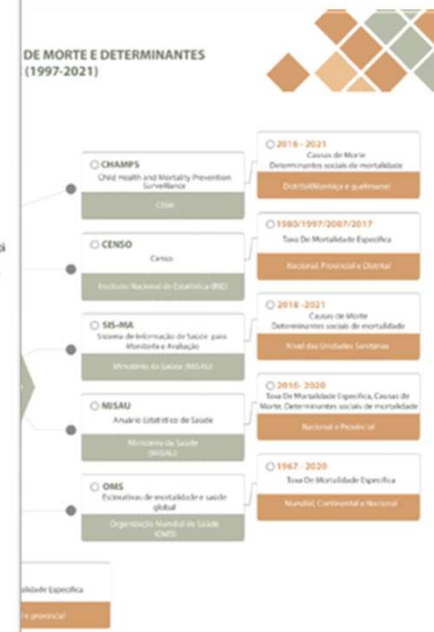 DE MORTE E DETERMINANTES
(1997-2021)
CHAMPS
Child Health and Mortality Prevention
Surveillance
CISM
2016 - 2021
Causas de Morte
Determinantes sociais de mortalidade
Distrital(Manhiça e quelimane)
CENSO
Censo
Instituto Nacional de Estatística (INE)
1980/1997/2007/2017
Taxa De Mortalidade Específica
Nacional, Provincial e Distrital
SIS-MA
Sistema de Informação de Saúde para
Monitoria e Avaliação
Ministério da Saúde (MISAU)
2018 -2021
Causas de Morte
Determinantes sociais de mortalidade
Nível das Unidades Sanitárias
MISAU
Anuário Estatístico de Saúde
Ministério da Saúde
(MISAU)
2016- 2020
Taxa De Mortalidade Específica, Causas de
Morte, Determinantes sociais de mortalidade
Nacional e Provincial
OMS
Estimativas de mortalidade e saúde
global
Organização Mundial de Saúde
(OMS)
1967 - 2020
Taxa De Mortalidade Específica
Mundial, Continental e Nacional
alidade Específica
l e provincial